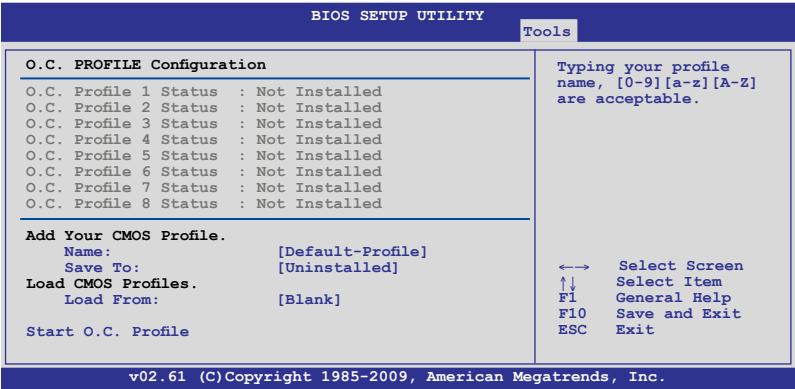 BIOS SETUP UTILITY
Tools
O.C. PROFILE Configuration
O.C. Profile 1 Status : Not Installed
O.C. Profile 2 Status : Not Installed
O.C. Profile 3 Status : Not Installed
O.C. Profile 4 Status : Not Installed
O.C. Profile 5 Status : Not Installed
O.C. Profile 6 Status : Not Installed
O.C. Profile 7 Status : Not Installed
O.C. Profile 8 Status : Not Installed
Add Your CMOS Profile.
Name: [Default-Profile]
Save To: [Uninstalled]
Load CMOS Profiles.
Load From: [Blank]
Start O.C. Profile
Typing your profile
name, [0-9][a-z][A-Z]
are acceptable.
←→ Select Screen
↑↓ Select Item
F1 General Help
F10 Save and Exit
ESC Exit
v02.61 (C)Copyright 1985-2009, American Megatrends, Inc.